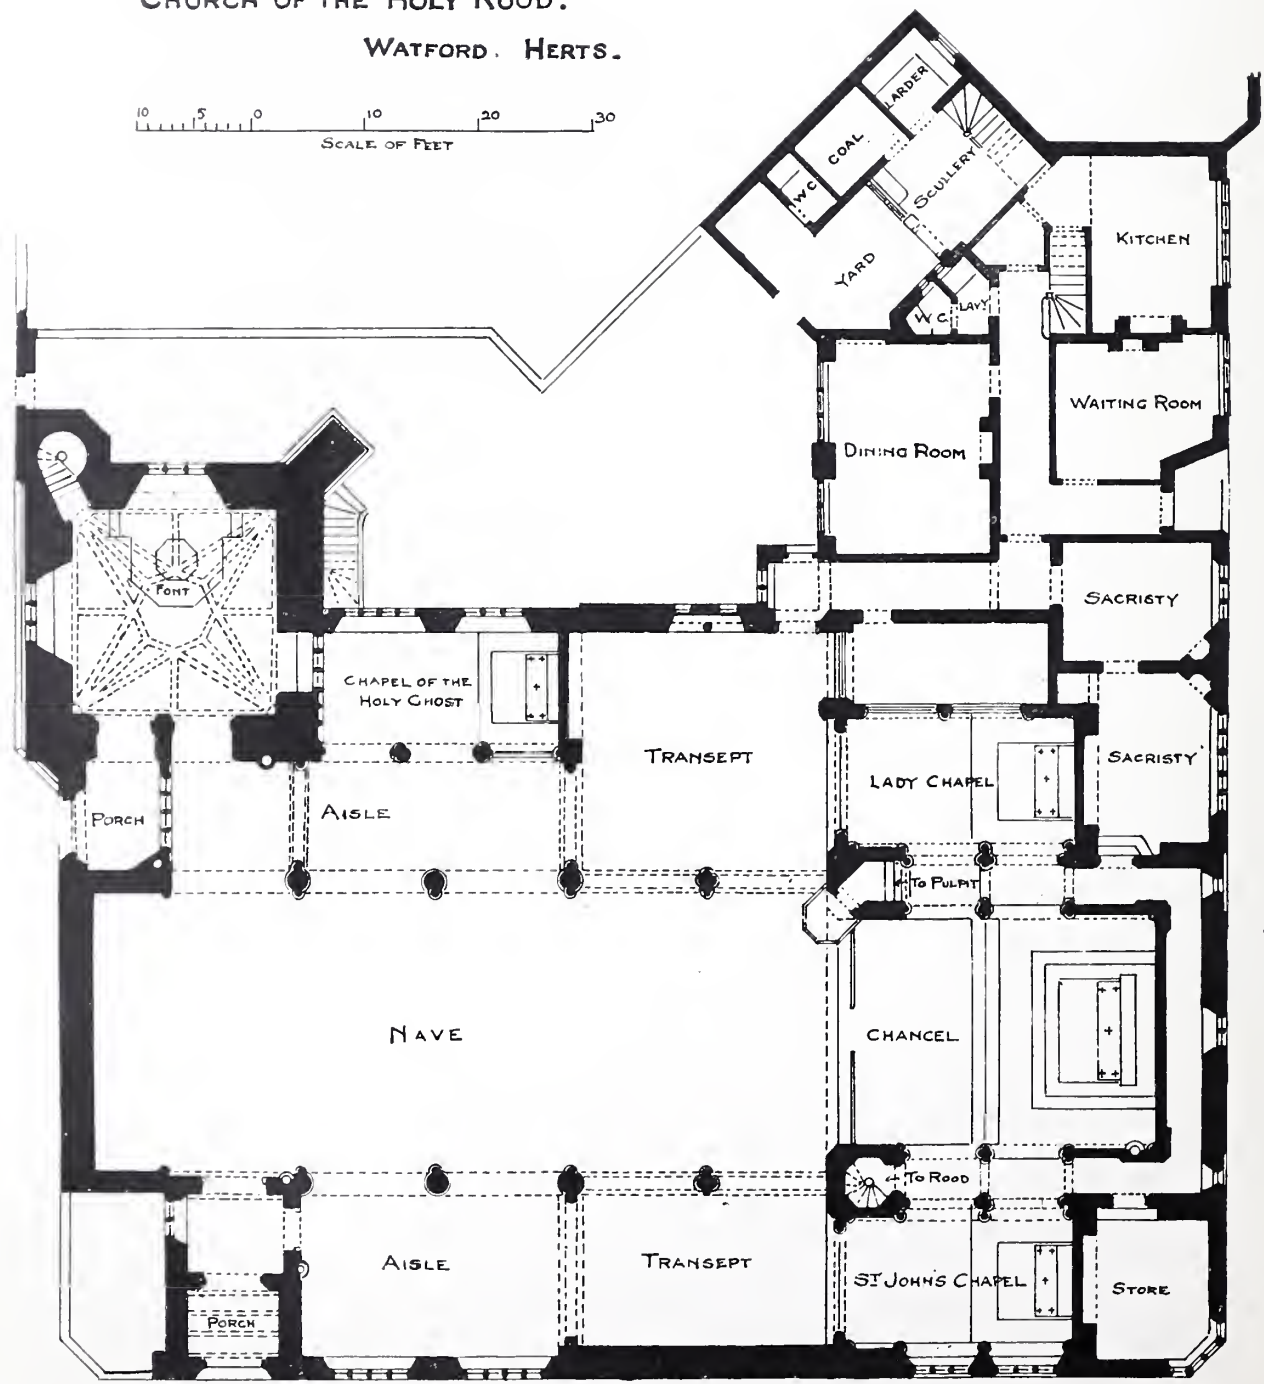 CHURCH OF THE HOLY ROOD.
WATFORD. HERTS.
10 5 0 10 20 30
SCALE OF FEET
LARDER
COAL
W C
SCULLERY
YARD
KITCHEN
W C
LAVY
WAITING ROOM
DINING ROOM
FONT
SACRISTY
CHAPEL OF THE
HOLY GHOST
TRANSEPT
LADY CHAPEL
SACRISTY
PORCH
AISLE
TO PULPIT
NAVE
CHANCEL
TO ROOD
AISLE
TRANSEPT
ST JOHN'S CHAPEL
STORE
PORCH